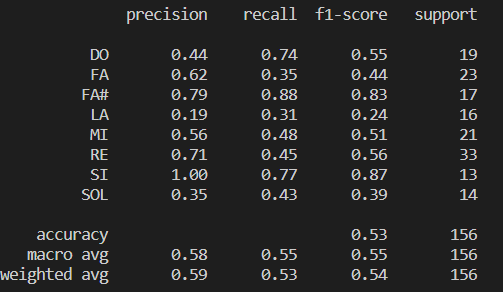 precision recall f1-score support
DO 0.44 0.74 0.55 19
FA 0.62 0.35 0.44 23
FA# 0.79 0.88 0.83 17
LA 0.19 0.31 0.24 16
MI 0.56 0.48 0.51 21
RE 0.71 0.45 0.56 33
SI 1.00 0.77 0.87 13
SOL 0.35 0.43 0.39 14
accuracy 0.53 156
macro avg 0.58 0.55 0.55 156
weighted avg 0.59 0.53 0.54 156